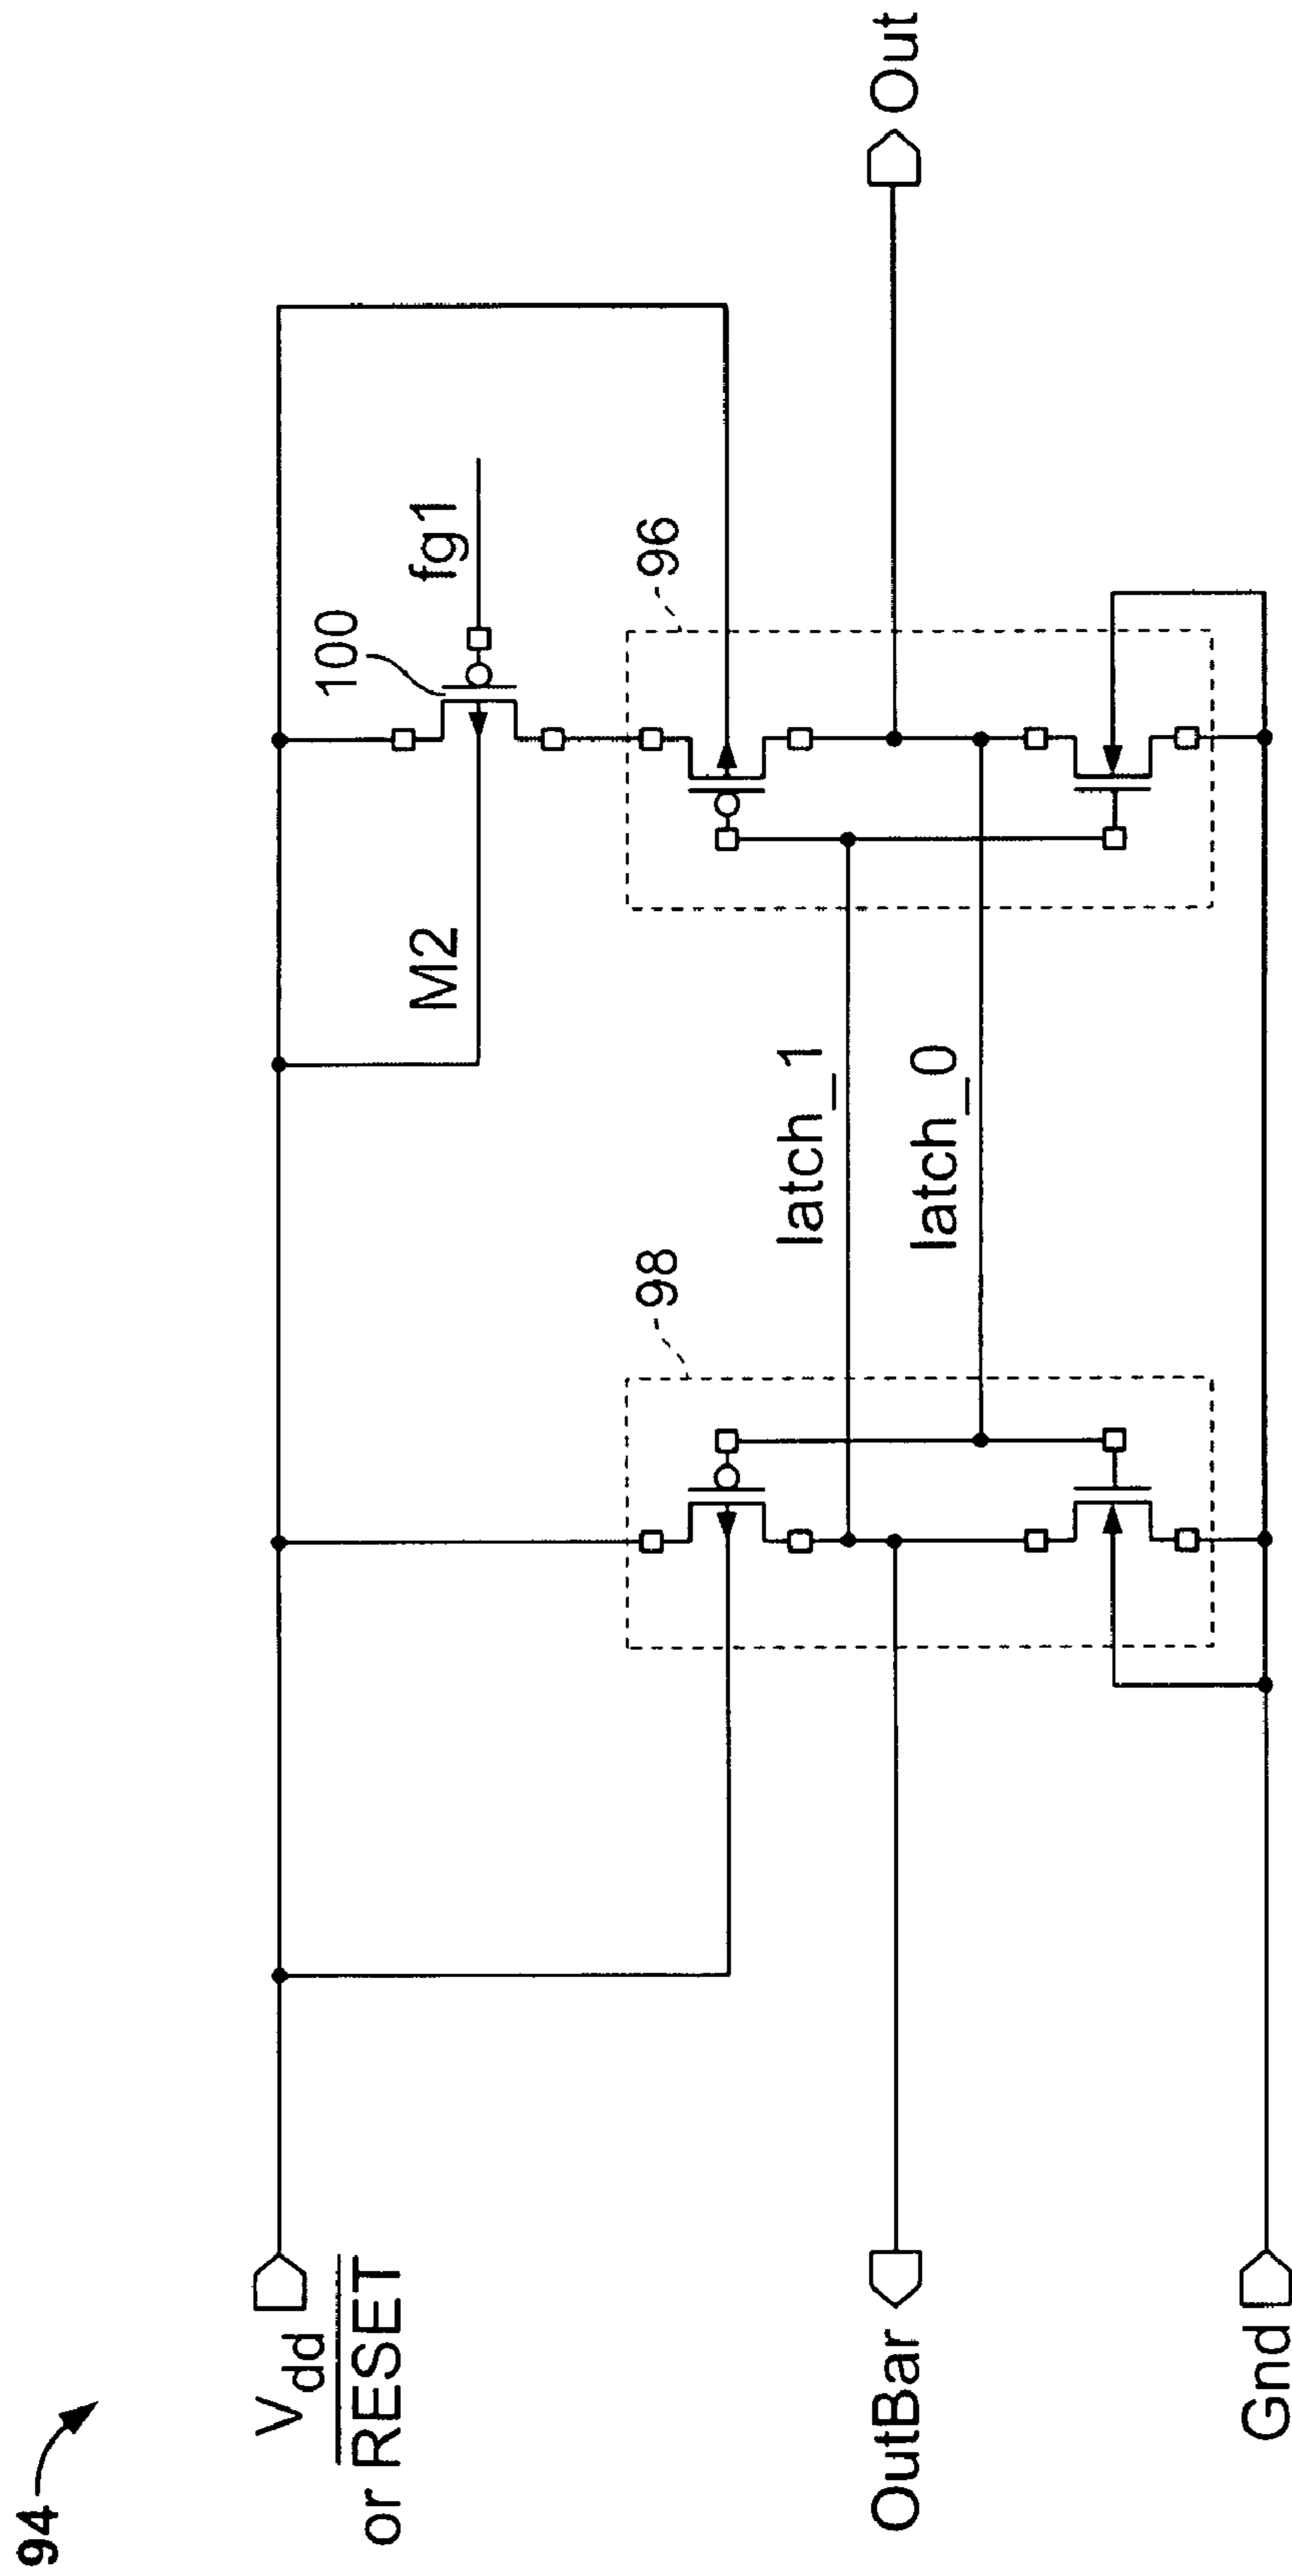 94
Vdd
or RESET
OutBar
Gnd
98
latch_1
latch_0
M2
100
fg1
96
Out